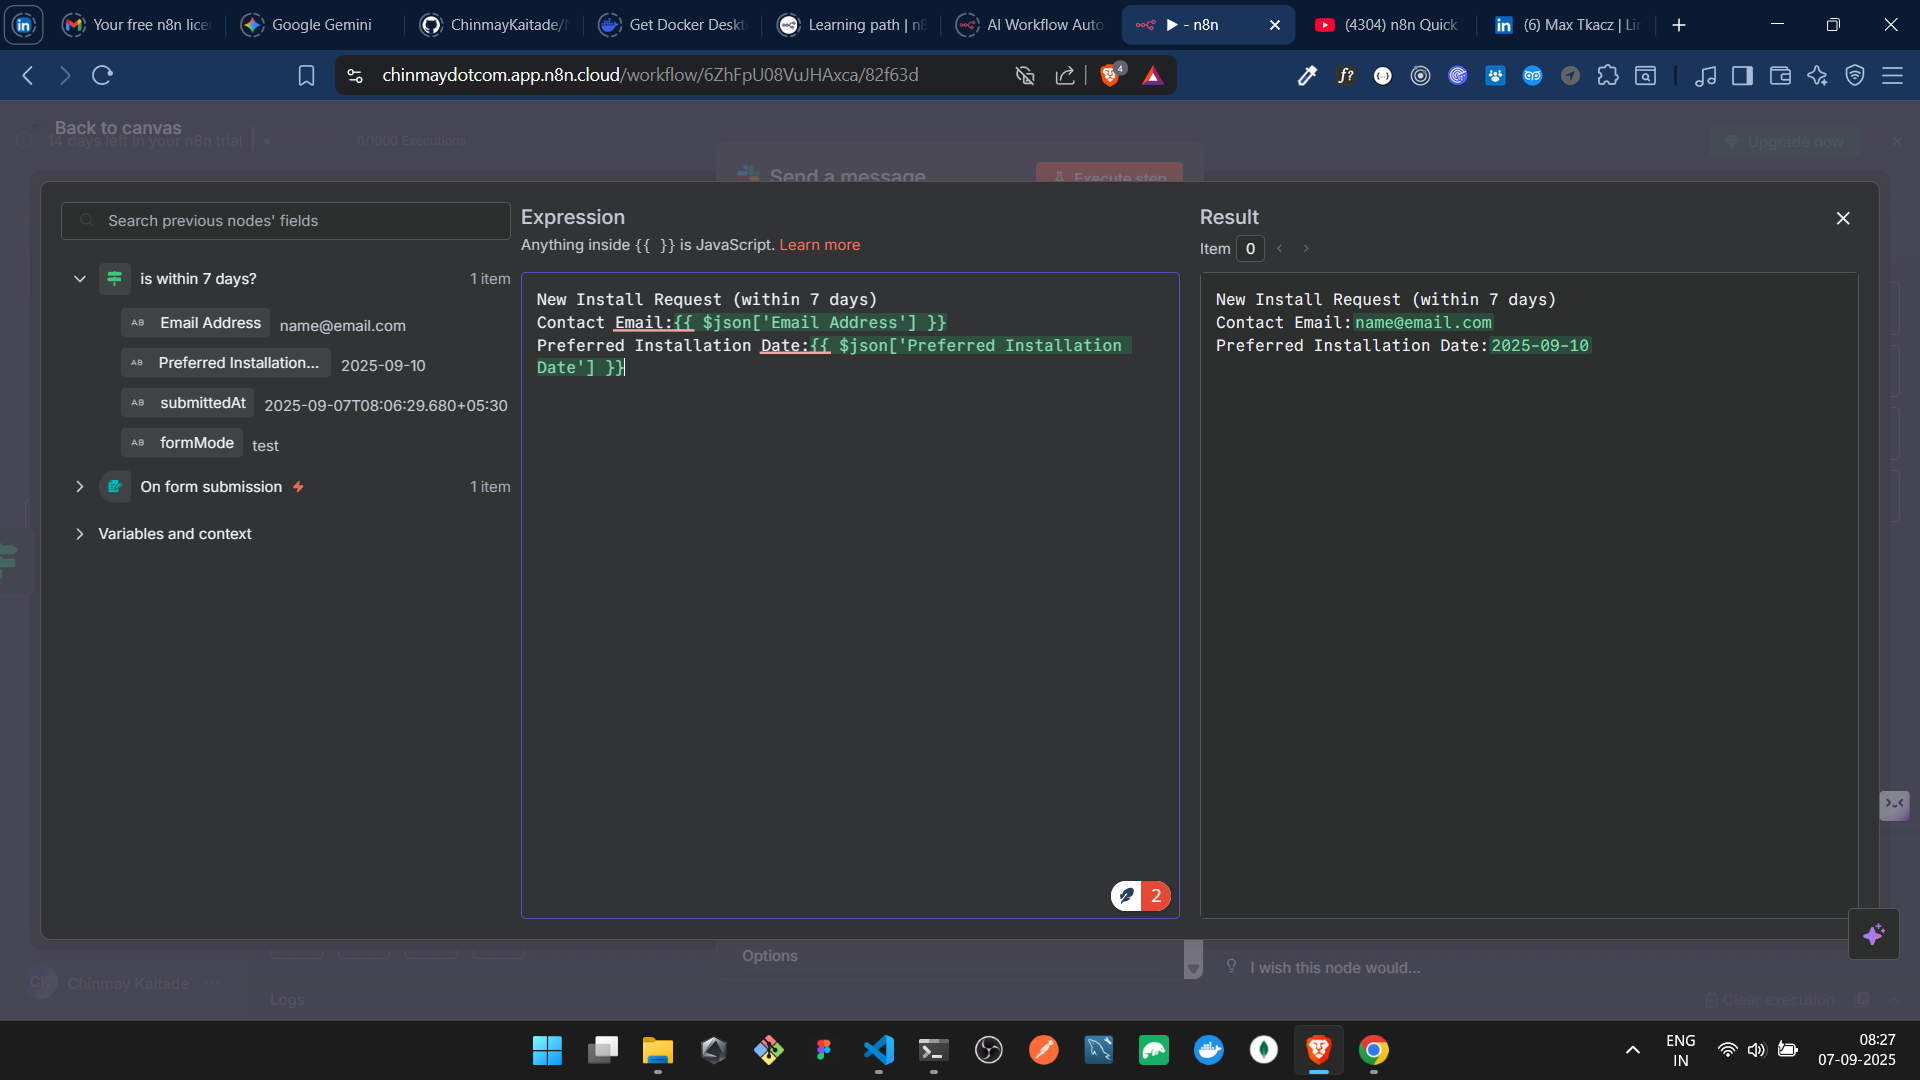 Your free n8n lice
Google Gemini
ChinmayKaitade/
Get Docker Deskt
Learning path | n8
AI Workflow Auto
▶ - n8n
(4304) n8n Quick
(6) Max Tkacz | Li
chinmaydotcom.app.n8n.cloud/workflow/6ZhFpU08VuJHAxca/82f63d
4
Back to canvas
14 days left in your n8n trial
0/1000 Executions
Upgrade now
Send a message
Execute step
Search previous nodes' fields
is within 7 days?
1 item
AB Email Address name@email.com
AB Preferred Installation... 2025-09-10
AB submittedAt 2025-09-07T08:06:29.680+05:30
AB formMode test
On form submission
1 item
Variables and context
Expression
Anything inside {{ }} is JavaScript. Learn more
New Install Request (within 7 days)
Contact Email:{{ $json['Email Address'] }}
Preferred Installation Date:{{ $json['Preferred Installation
Date'] }}
2
Result
Item 0
New Install Request (within 7 days)
Contact Email:name@email.com
Preferred Installation Date:2025-09-10
Options
I wish this node would...
CK Chinmay Kaitade
Logs
Clear execution
ENG
IN
08:27
07-09-2025